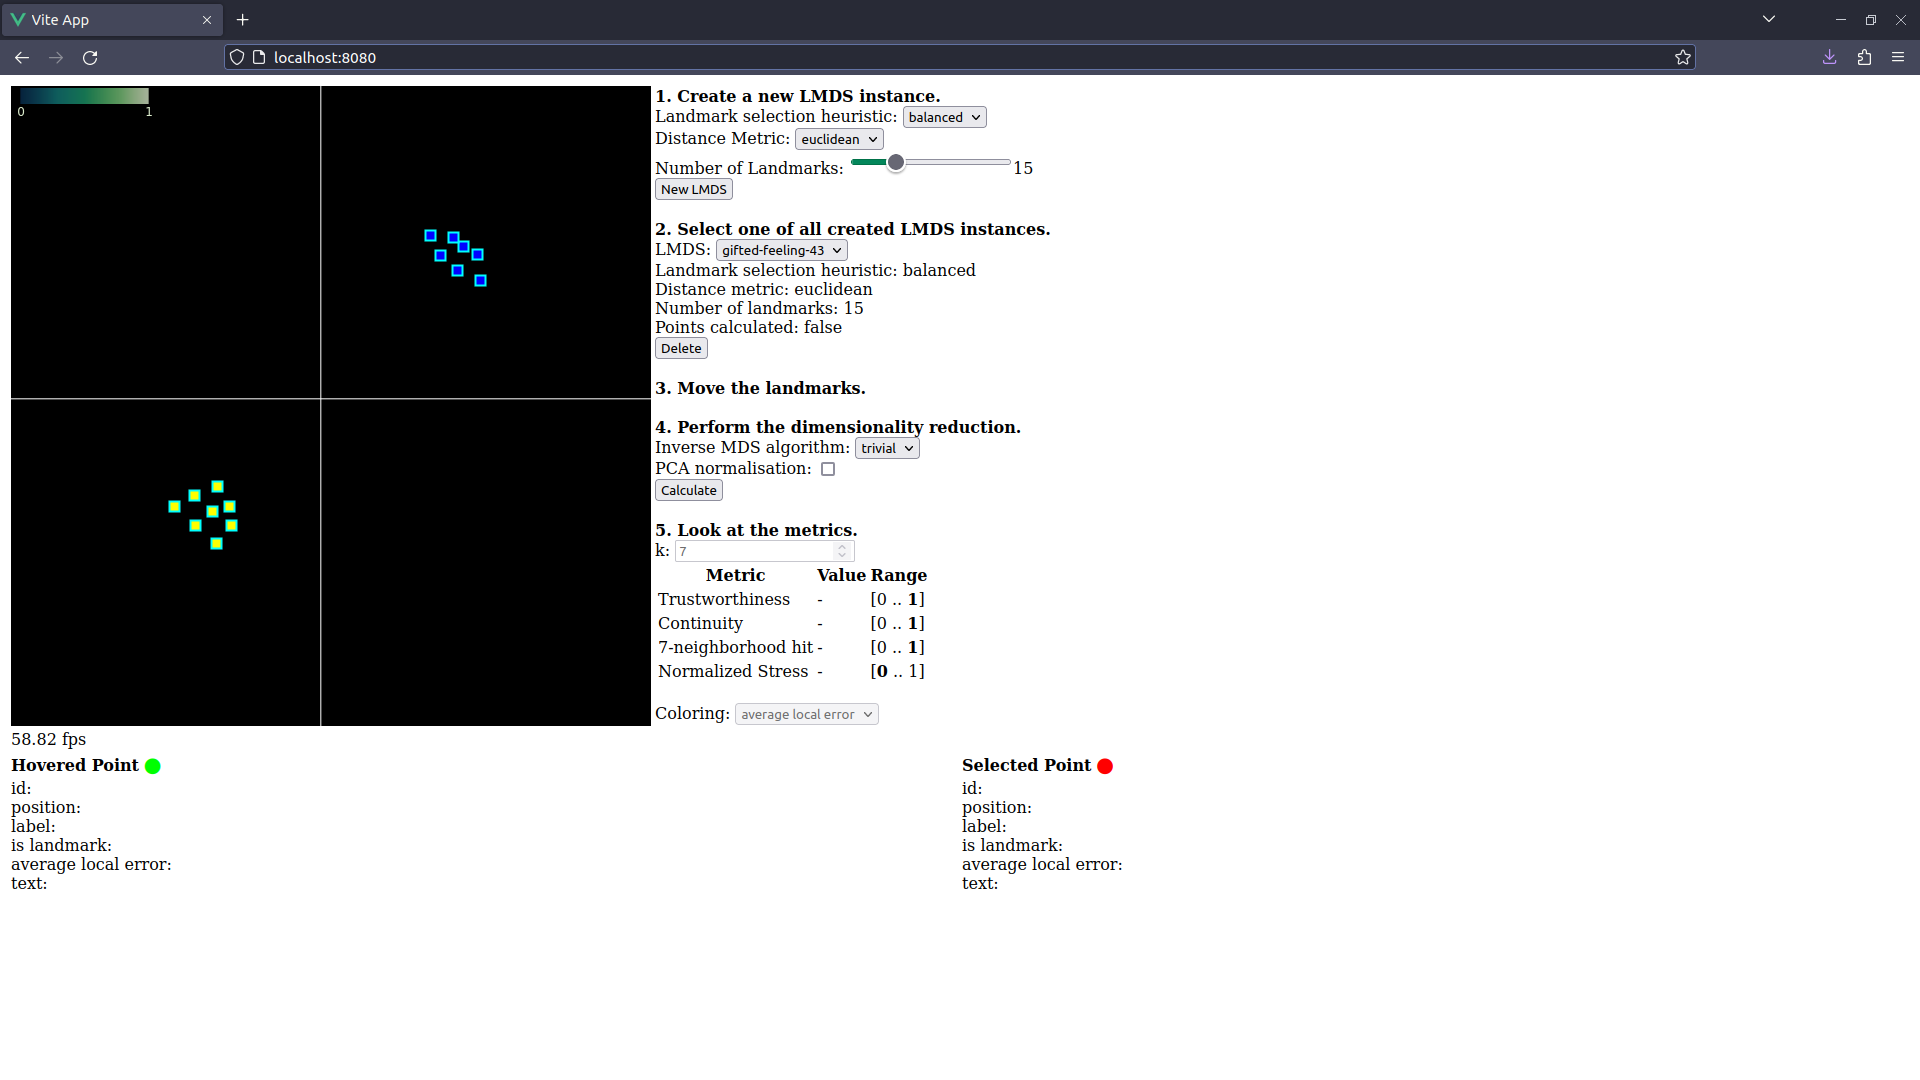 Vite App
localhost:8080
0 1
1. Create a new LMDS instance.
Landmark selection heuristic: balanced
Distance Metric: euclidean
Number of Landmarks: 15
New LMDS
2. Select one of all created LMDS instances.
LMDS: gifted-feeling-43
Landmark selection heuristic: balanced
Distance metric: euclidean
Number of landmarks: 15
Points calculated: false
Delete
3. Move the landmarks.
4. Perform the dimensionality reduction.
Inverse MDS algorithm: trivial
PCA normalisation:
Calculate
5. Look at the metrics.
k: 7
Metric Value Range
Trustworthiness - [0 .. 1]
Continuity - [0 .. 1]
7-neighborhood hit - [0 .. 1]
Normalized Stress - [0 .. 1]
Coloring: average local error
58.82 fps
Hovered Point
id:
position:
label:
is landmark:
average local error:
text:
Selected Point
id:
position:
label:
is landmark:
average local error:
text: